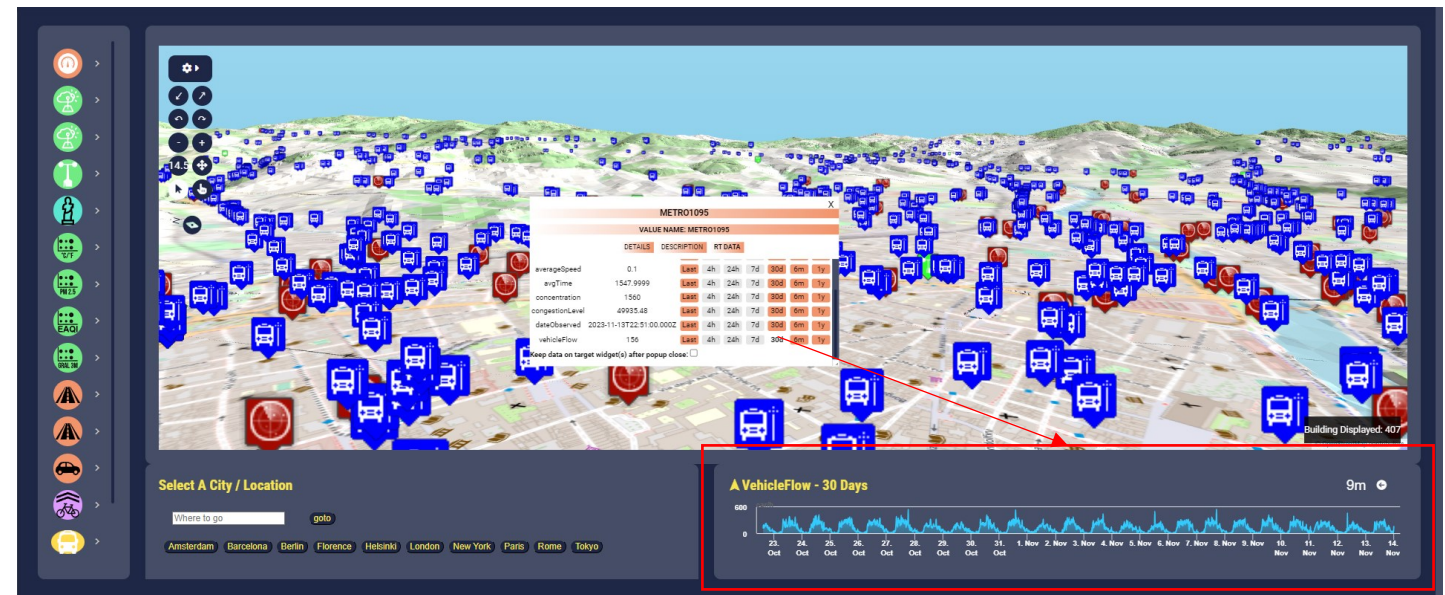 14.5
N
METRO1095 X
VALUE NAME: METRO1095
DETAILS DESCRIPTION RT DATA
averageSpeed 0.1 Last 4h 24h 7d 30d 6m 1y
avgTime 1547.9999 Last 4h 24h 7d 30d 6m 1y
concentration 1560 Last 4h 24h 7d 30d 6m 1y
congestionLevel 49935.48 Last 4h 24h 7d 30d 6m 1y
dateObserved 2023-11-13T22:51:00.000Z Last 4h 24h 7d 30d 6m 1y
vehicleFlow 156 Last 4h 24h 7d 30d 6m 1y
Keep data on target widget(s) after popup close:
°C/°F
PM 2.5
EAQI
GRAL 3M
Building Displayed: 407
Select A City / Location
Where to go goto
Amsterdam Barcelona Berlin Florence Helsinki London New York Paris Rome Tokyo
VehicleFlow - 30 Days 9m
600
0
23. Oct 24. Oct 25. Oct 26. Oct 27. Oct 28. Oct 29. Oct 30. Oct 31. Oct 1. Nov 2. Nov 3. Nov 4. Nov 5. Nov 6. Nov 7. Nov 8. Nov 9. Nov 10. Nov 11. Nov 12. Nov 13. Nov 14. Nov